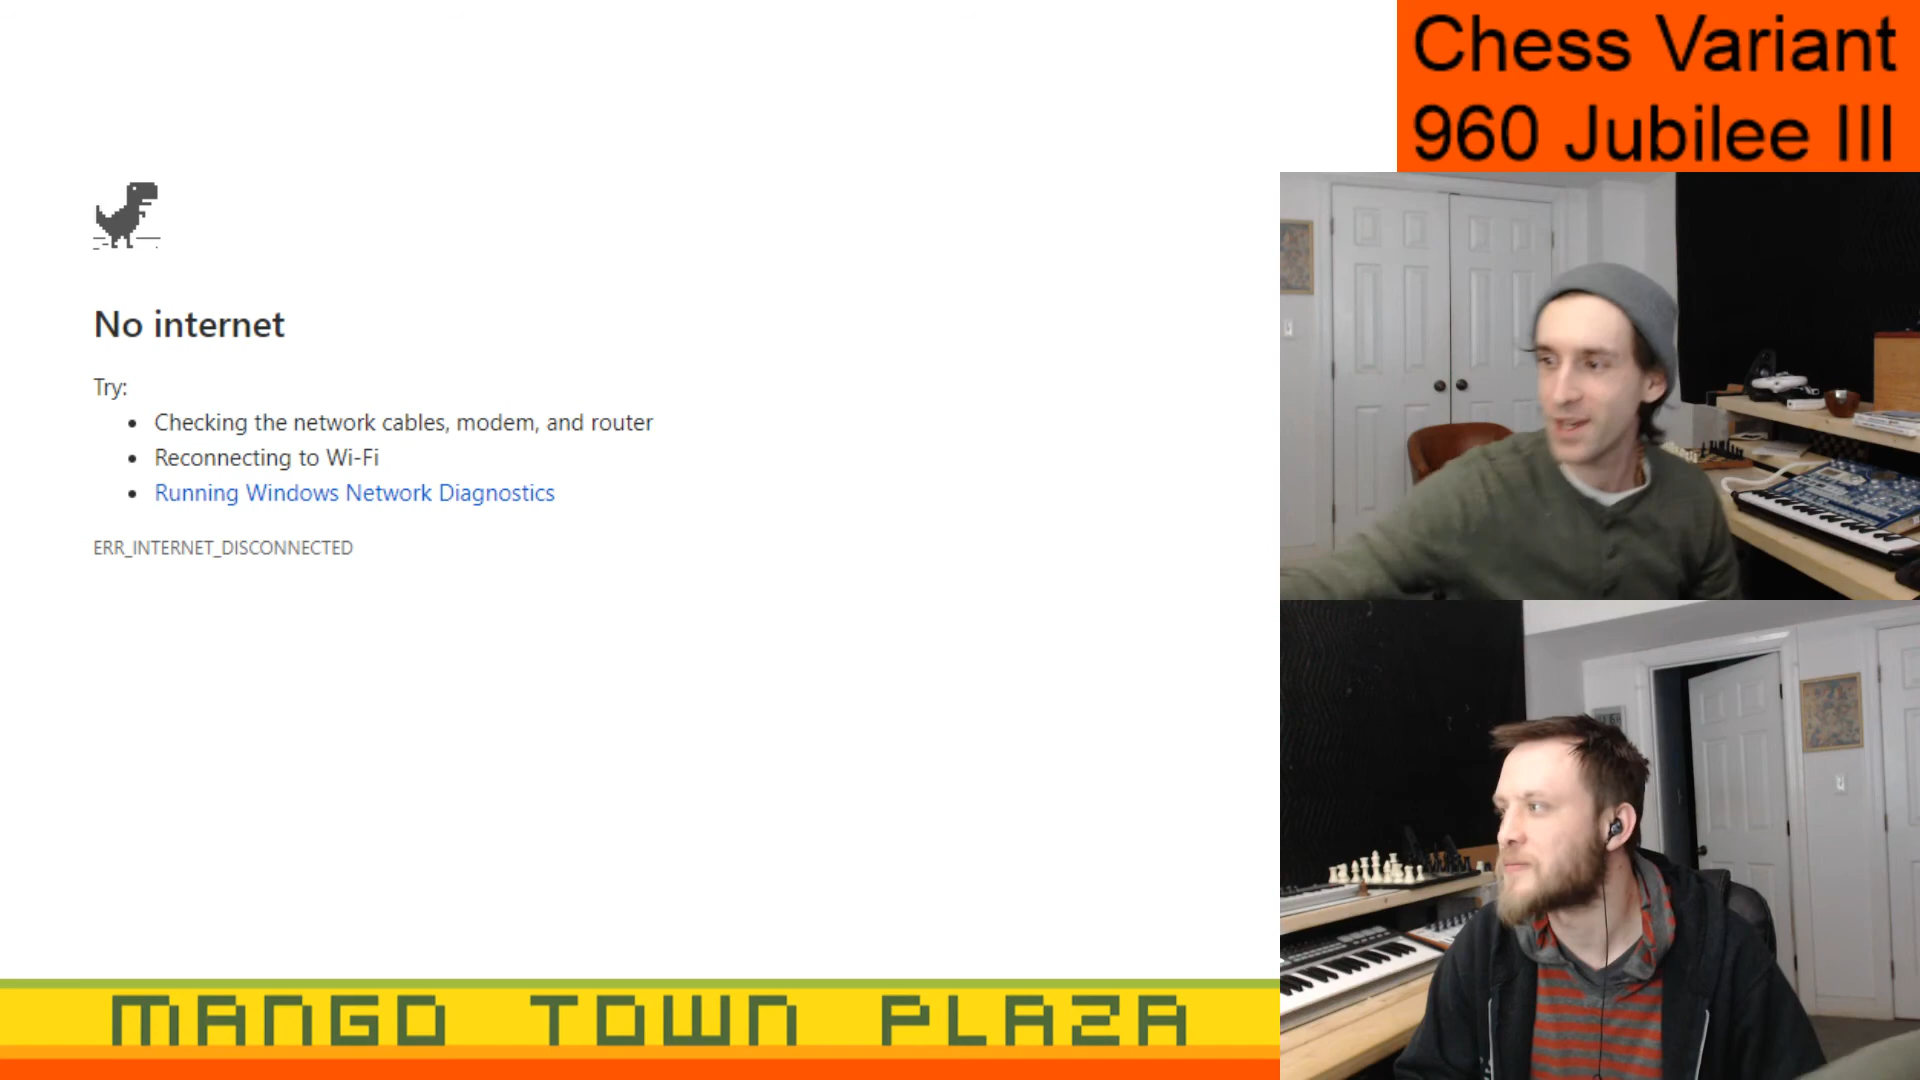 Chess Variant
960 Jubilee III
No internet
Try:
• Checking the network cables, modem, and router
• Reconnecting to Wi-Fi
• Running Windows Network Diagnostics
ERR_INTERNET_DISCONNECTED
MANGO TOWN PLAZA